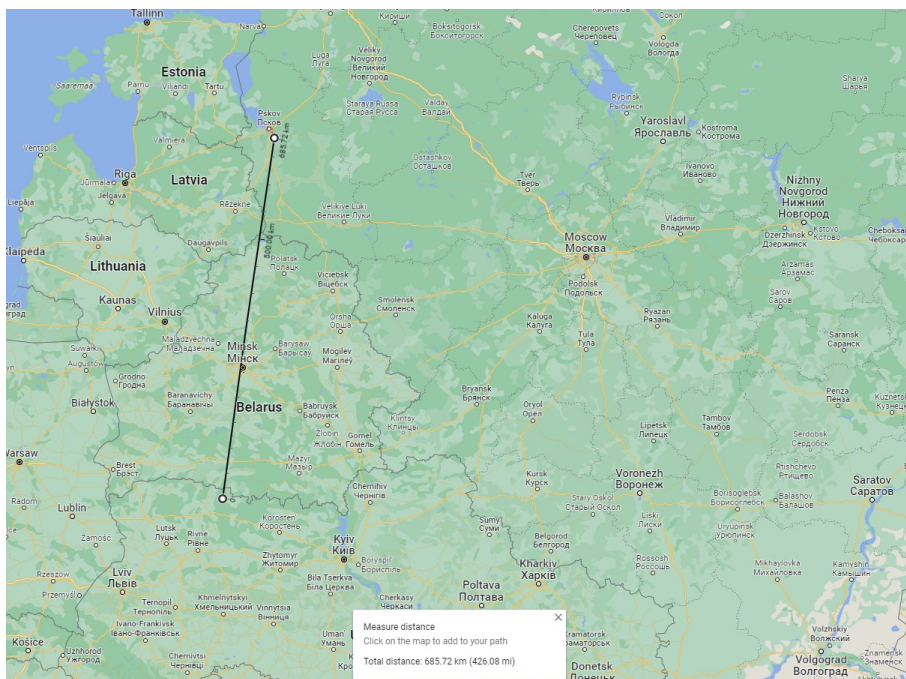 Tallinn
Narva
Кириши
Boksitogorsk
Бокситогорск
Cherepovets
Череповец
Сокол
Vologda
Вологда
Estonia
Saaremaa
Pärnu
Viljandi
Tartu
Luga
Луга
Veliky
Novgorod
Великий
Новгород
Rybinsk
Рыбинск
Sharya
Шарья
Pskov
Псков
685.72 km
Staraya Russa
Старая Русса
Valday
Валдай
Yaroslavl
Ярославль
Kostroma
Кострома
Ventspils
Valmiera
Ostashkov
Осташков
Ivanovo
Иваново
Riga
Jūrmala
Jelgava
Latvia
Tver
Тверь
Nizhny
Novgorod
Нижний
Новгород
Liepāja
Rēzekne
Velikiye Luki
Великие Луки
Vladimir
Владимир
Kstovo
Кстово
Dzerzhinsk
Дзержинск
Cheboksa
Чебоксар
Šiauliai
Daugavpils
500.00 km
Moscow
Москва
Klaipėda
Lithuania
Polatsk
Полацк
Arzamas
Арзамас
Viciebsk
Віцебск
Podolsk
Подольск
Kaunas
Vilnius
Smolensk
Смоленск
Sarov
Саров
Orsha
Орша
Kaluga
Калуга
Ryazan
Рязань
Maladzyechna
Маладзечна
Minsk
Мінск
Barysaw
Барысаў
Mogilev
Магілеў
Tula
Тула
Saransk
Саранск
Suwałki
Augustów
Grodno
Гродна
Baranavichy
Баранавічы
Bryansk
Брянск
Penza
Пенза
Białystok
Belarus
Babruysk
Бабруйск
Klintsy
Клинцы
Oryol
Орёл
Tambov
Тамбов
Kuznetsk
Lipetsk
Липецк
Žlobin
Жлобін
Gomel
Гомель
Serdobsk
Сердобск
Warsaw
Brest
Брэст
Mazyr
Мазыр
Kursk
Курск
Voronezh
Воронеж
Rtishchevo
Ртищево
Saratov
Саратов
Chernihiv
Чернігів
Stary Oskol
Старый Оскол
Borisoglebsk
Борисоглебск
Balashov
Балашов
Radom
Lublin
Korosten
Коростень
Sumy
Суми
Liski
Лиски
Uryupinsk
Урюпинск
Zamość
Lutsk
Луцьк
Rivne
Рівне
Kyiv
Київ
Belgorod
Белгород
Zhytomyr
Житомир
Boryspil
Бориспіль
Rossosh
Россошь
Mikhaylovka
Михайловка
Kamyshin
Камышин
Rzeszów
Przemyśl
Lviv
Львів
Bila Tserkva
Біла Церква
Kharkiv
Харків
Poltava
Полтава
Ternopil
Тернопіль
Khmelnytskyi
Хмельницький
Vinnytsia
Вінниця
Cherkasy
Черкаси
Ivano-Frankivsk
Івано-Франківськ
Measure distance
Click on the map to add to your path
Total distance: 685.72 km (426.08 mi)
Uman
Умань
Kramatorsk
Краматорськ
Volzhskiy
Волжский
Košice
Uzhhorod
Ужгород
Chernivtsi
Чернівці
Donetsk
Донецьк
Volgograd
Волгоград
Znamensk